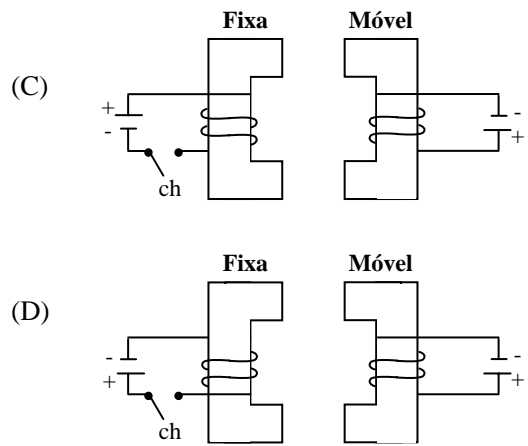 Fixa Móvel
(C)
+ -
- +
ch
Fixa Móvel
(D)
- -
+ +
ch